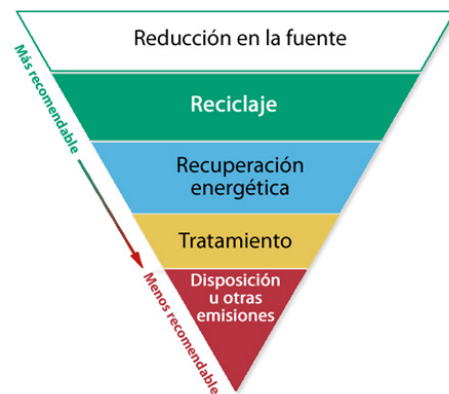 Reducción en la fuente
Reciclaje
Recuperación
energética
Tratamiento
Disposición
u otras
emisiones
Más recomendable
Menos recomendable